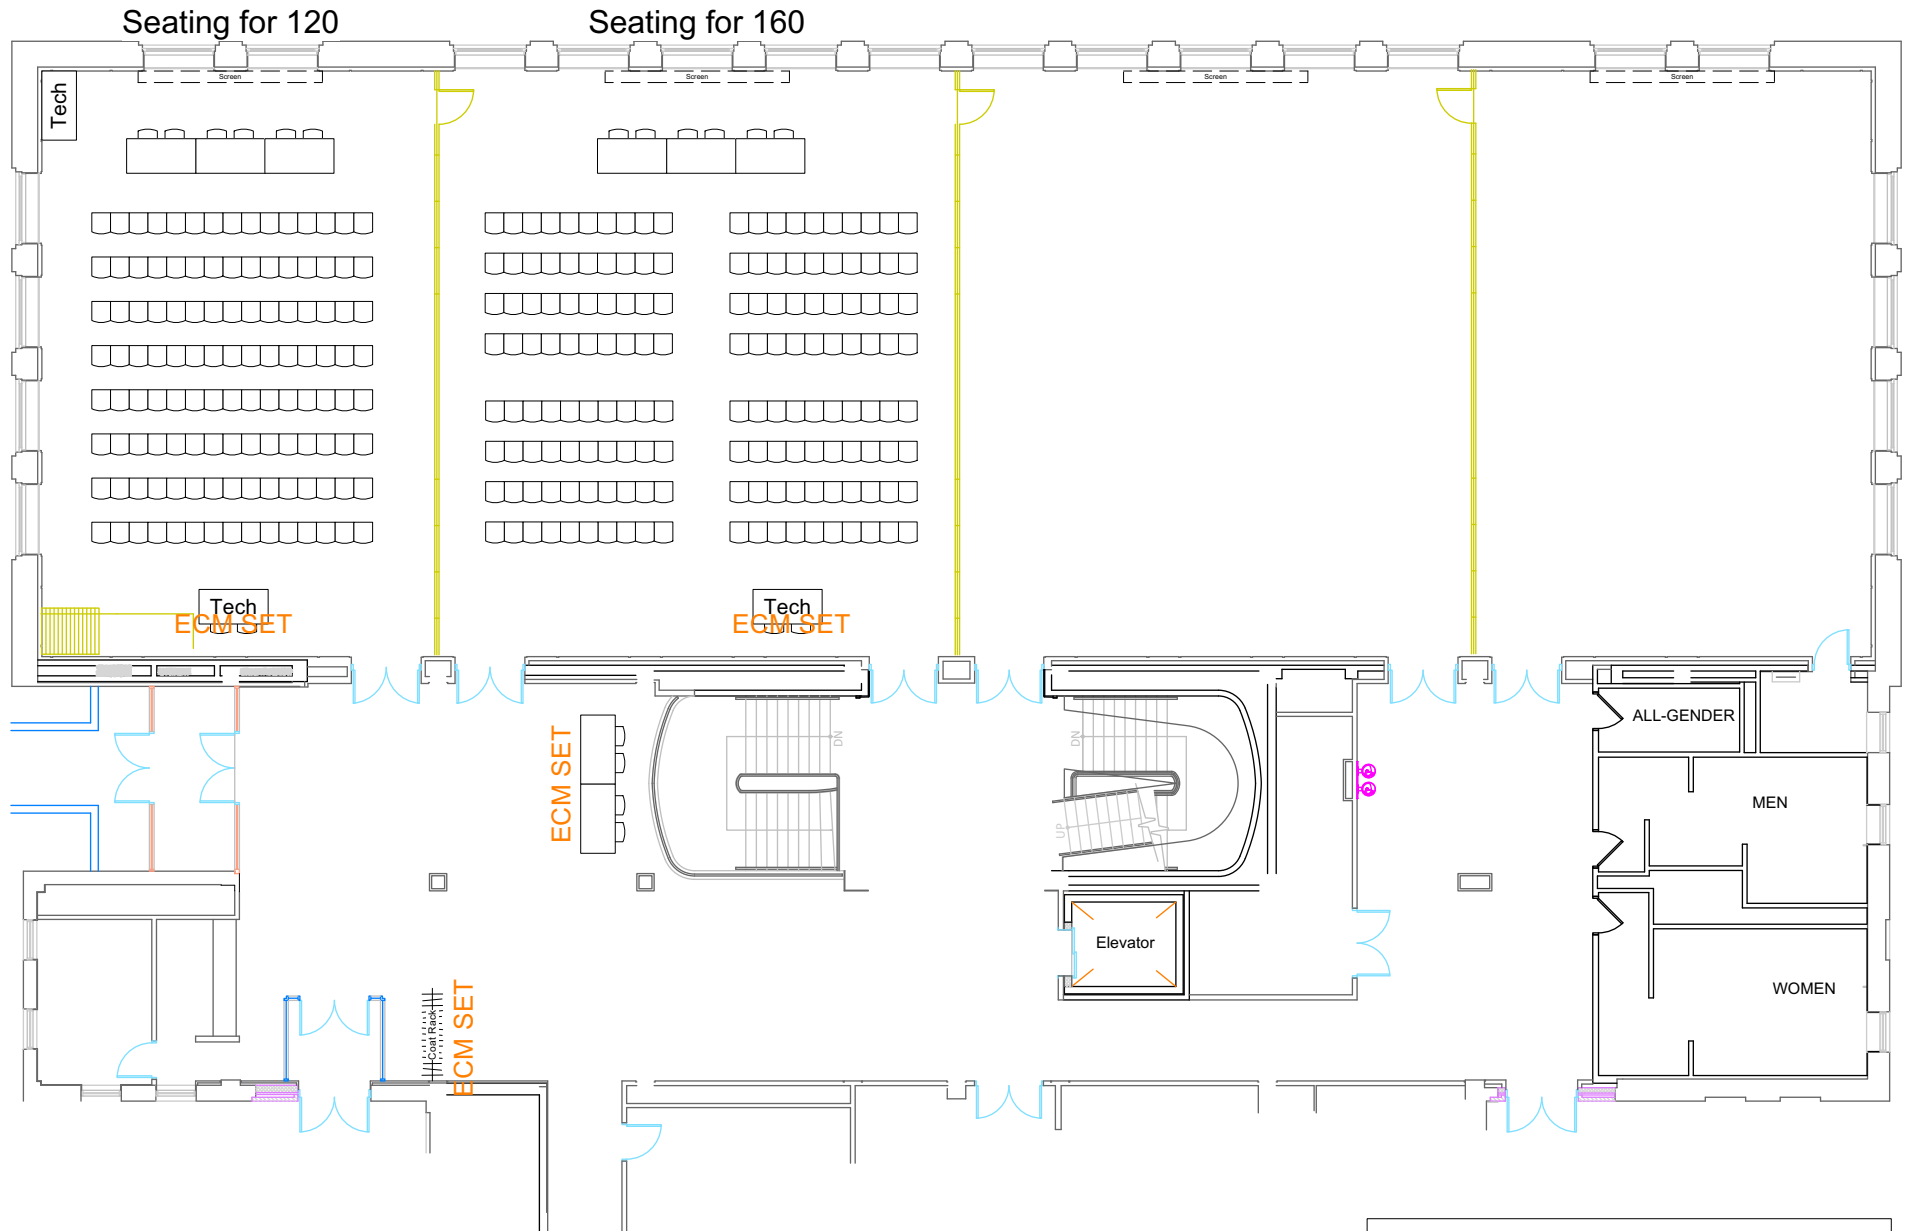 Seating for 120
Seating for 160
Screen
Screen
Screen
Screen
Tech
Tech
ECM SET
Tech
ECM SET
ALL-GENDER
DN
DN
ECM SET
MEN
UP
Elevator
WOMEN
Coat Rack
ECM SET